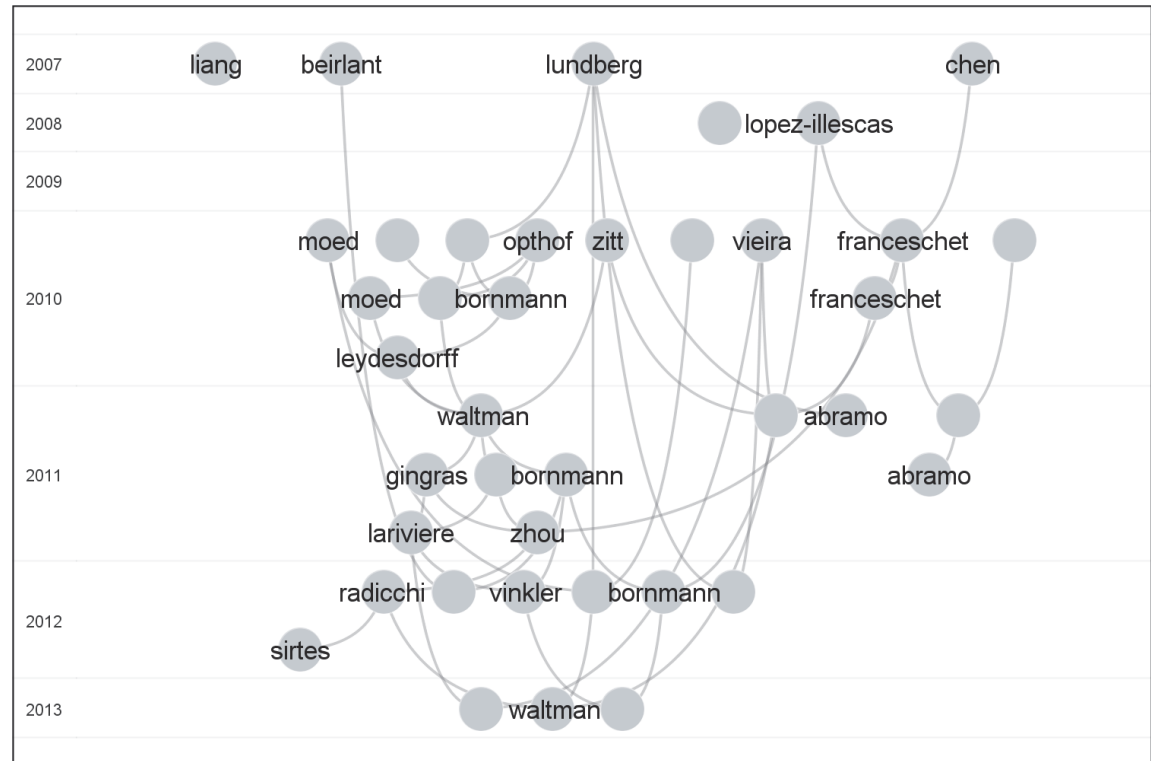 2007 liang beirlant lundberg chen
2008 lopez-illescas
2009
moed opthof zitt vieira franceschet
2010 moed bornmann franceschet
leydesdorff
waltman abramo
2011 gingras bornmann abramo
lariviere zhou
radicchi vinkler bornmann
2012
sirtes
2013 waltman